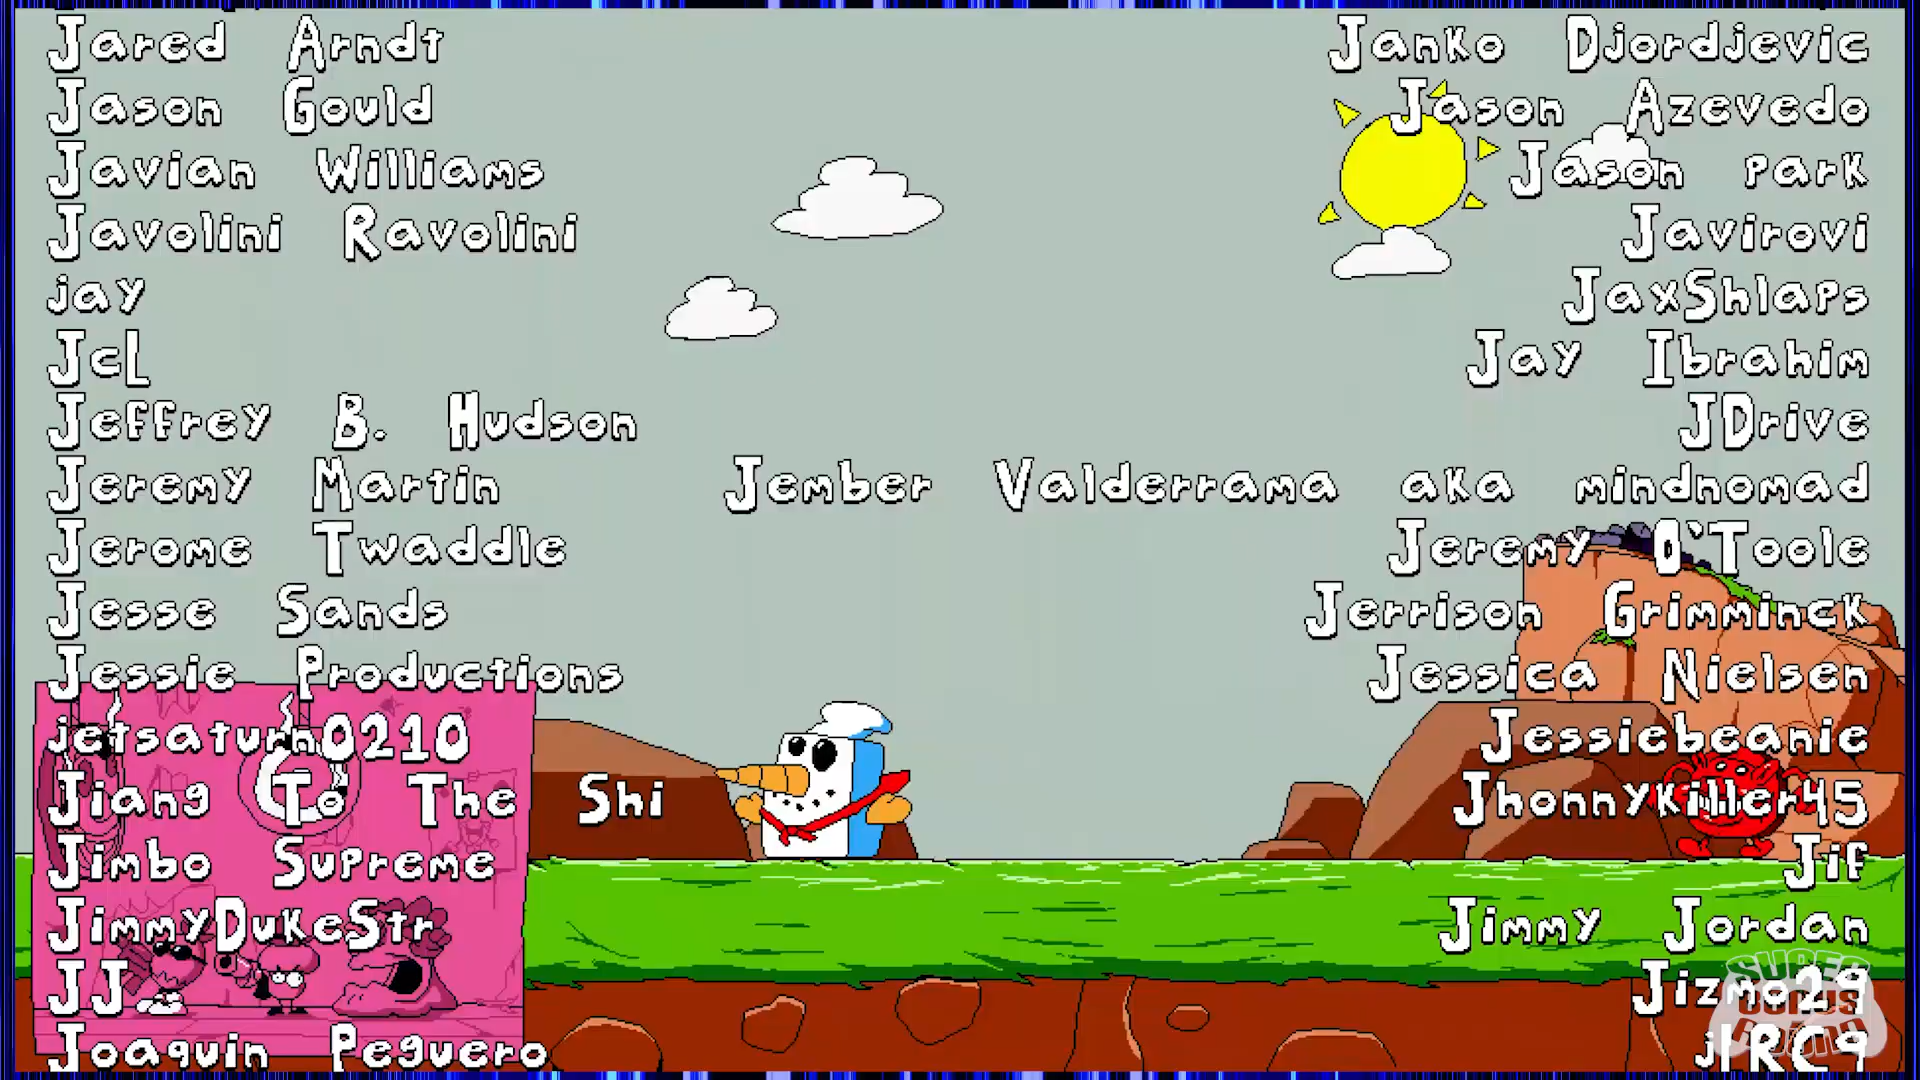 Jared Arndt Janko Djordjevic
Jason Gould Jason Azevedo
Javian Williams Jason park
Javolini Ravolini Javirovi
jay JaxShlaps
JcL Jay Ibrahim
Jeffrey B. Hudson JDrive
Jeremy Martin Jember Valderrama aka mindnomad
Jerome Twaddle Jeremy O'Toole
Jesse Sands Jerrison Grimminck
Jessie Productions Jessica Nielsen
jetsaturn0210 Jessiebeanie
Jiang To The Shi Jhonnykiller45
Jimbo Supreme Jif
JimmyDukeStr Jimmy Jordan
JJ Jizmo29
Joaquin Peguero
SUPER